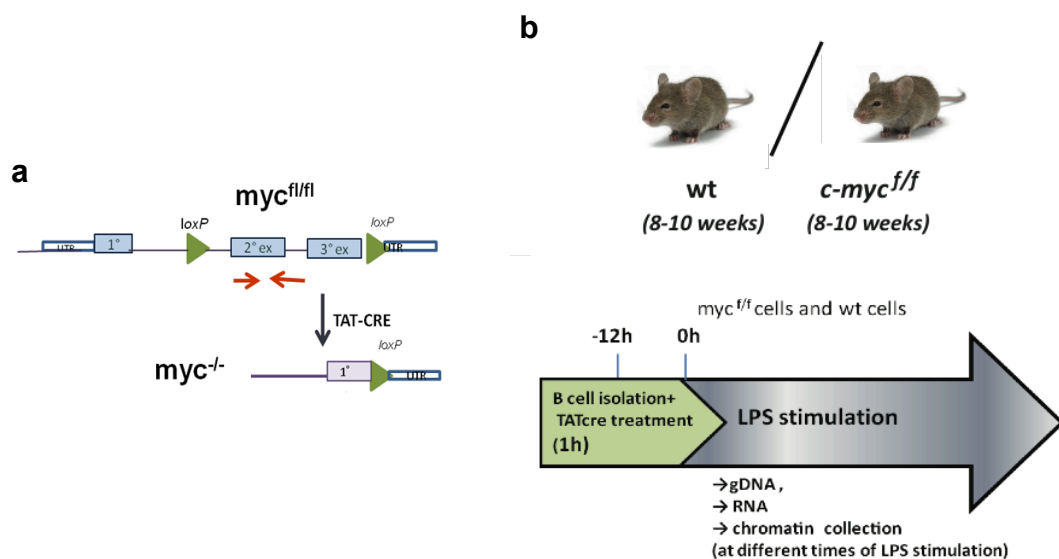 a
myc^fl/fl
loxP
loxP
UTR
1°
2° ex
3° ex
UTR
TAT-CRE
loxP
myc^-/-
1°
UTR
b
wt
(8-10 weeks)
c-myc^f/f
(8-10 weeks)
myc^f/f cells and wt cells
-12h
0h
B cell isolation+
TATcre treatment
(1h)
LPS stimulation
→gDNA ,
→ RNA
→ chromatin collection
(at different times of LPS stimulation)